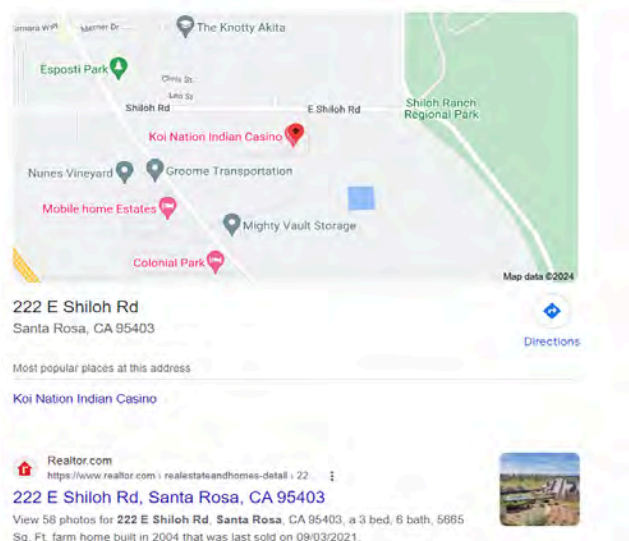 The Knotty Akita
Esposti Park
Chris St
Leo St
Shiloh Rd
E Shiloh Rd
Shiloh Ranch
Regional Park
Koi Nation Indian Casino
Nunes Vineyard
Groome Transportation
Mobile home Estates
Mighty Vault Storage
Colonial Park
Map data ©2024
222 E Shiloh Rd
Santa Rosa, CA 95403
Directions
Most popular places at this address
Koi Nation Indian Casino
Realtor.com
https://www.realtor.com › realestateandhomes-detail › 22...
222 E Shiloh Rd, Santa Rosa, CA 95403
View 58 photos for 222 E Shiloh Rd, Santa Rosa, CA 95403, a 3 bed, 6 bath, 5665
Sq. Ft. farm home built in 2004 that was last sold on 09/03/2021.